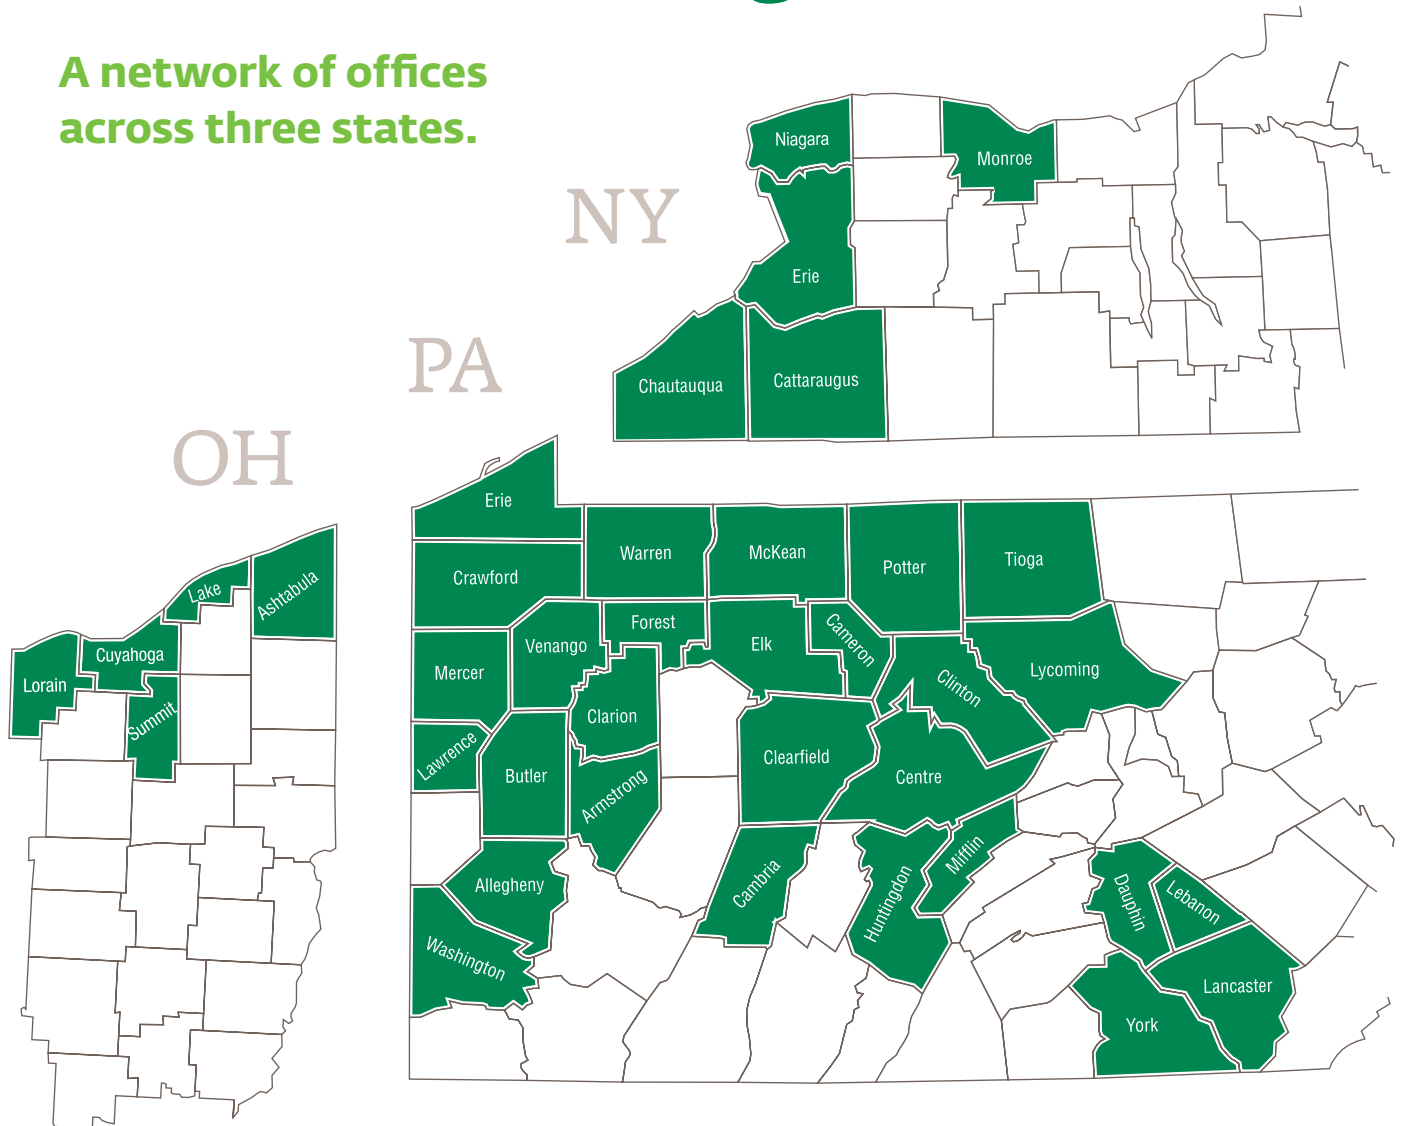 A network of offices
across three states.
NY
Niagara
Monroe
Erie
Chautauqua
Cattaraugus
PA
Erie
Crawford
Warren
McKean
Potter
Tioga
Mercer
Venango
Forest
Elk
Cameron
Clinton
Lycoming
Lawrence
Butler
Clarion
Armstrong
Clearfield
Centre
Allegheny
Cambria
Huntingdon
Mifflin
Dauphin
Lebanon
Washington
Lancaster
York
OH
Lake
Ashtabula
Cuyahoga
Lorain
Summit